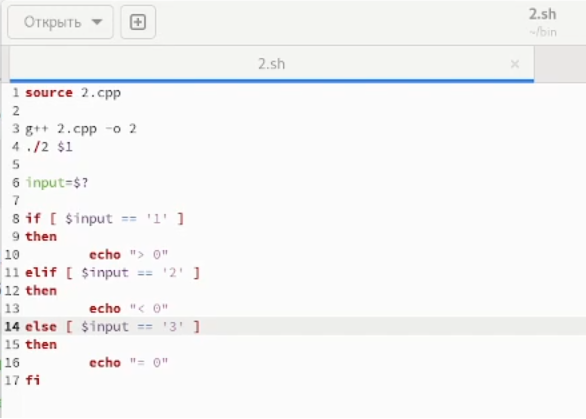 Открыть
2.sh
~/bin
2.sh
1 source 2.cpp
2
3 g++ 2.cpp -o 2
4 ./2 $1
5
6 input=$?
7
8 if [ $input == '1' ]
9 then
10 echo "> 0"
11 elif [ $input == '2' ]
12 then
13 echo "< 0"
14 else [ $input == '3' ]
15 then
16 echo "= 0"
17 fi